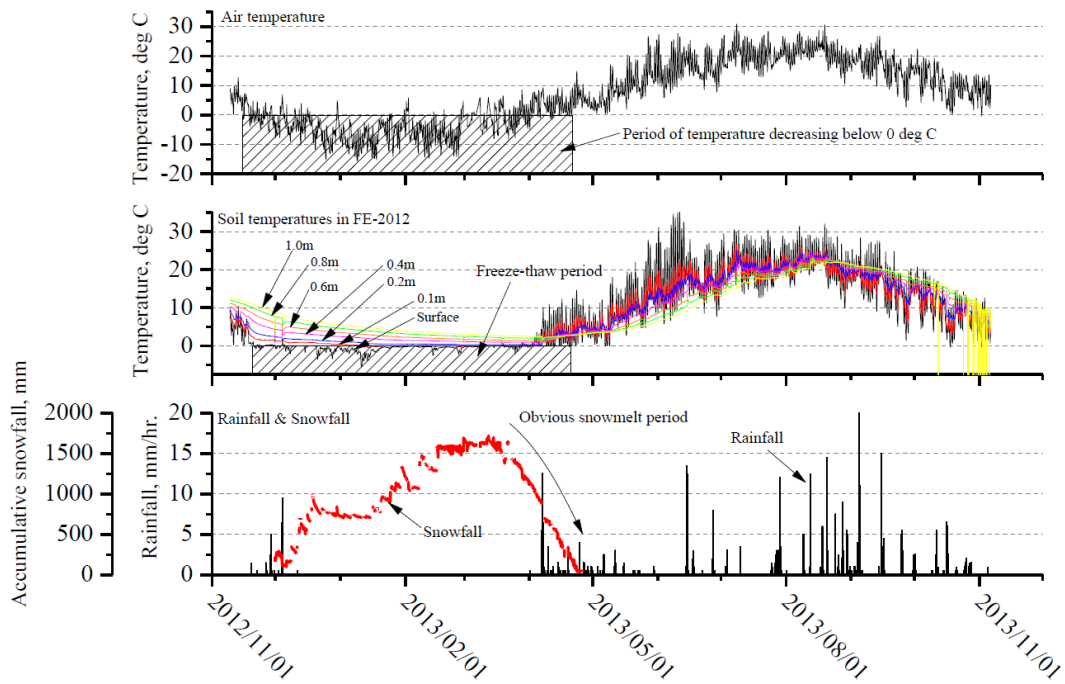 Air temperature
Temperature, deg C
30
20
10
0
-10
-20
Period of temperature decreasing below 0 deg C
Soil temperatures in FE-2012
Temperature, deg C
30
20
10
0
1.0m
0.8m
0.6m
0.4m
0.2m
0.1m
Surface
Freeze-thaw period
Rainfall & Snowfall
Accumulative snowfall, mm
2000
1500
1000
500
0
Rainfall, mm/hr.
20
15
10
5
0
Obvious snowmelt period
Rainfall
Snowfall
2012/11/01
2013/02/01
2013/05/01
2013/08/01
2013/11/01